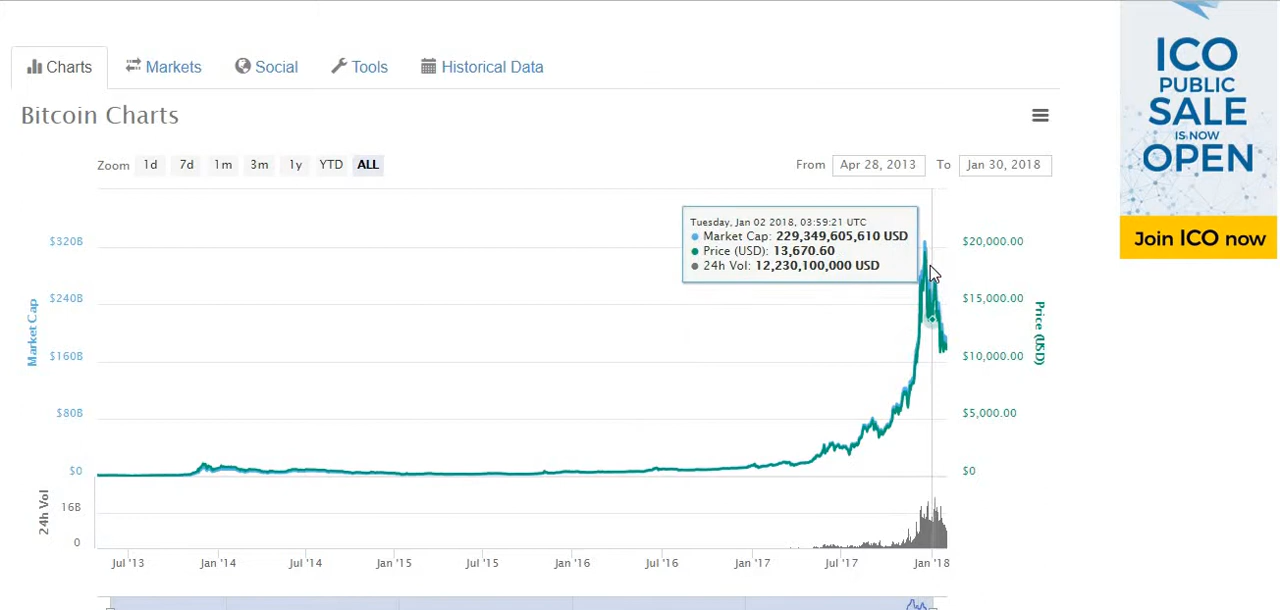 Charts Markets Social Tools Historical Data
Bitcoin Charts
Zoom 1d 7d 1m 3m 1y YTD ALL From Apr 28, 2013 To Jan 30, 2018
Tuesday, Jan 02 2018, 03:59:21 UTC
Market Cap: 229,349,605,610 USD
Price (USD): 13,670.60
24h Vol: 12,230,100,000 USD
Market Cap
$320B
$240B
$160B
$80B
$0
$20,000.00
$15,000.00
$10,000.00
$5,000.00
$0
Price (USD)
24h Vol
16B
0
Jul '13 Jan '14 Jul '14 Jan '15 Jul '15 Jan '16 Jul '16 Jan '17 Jul '17 Jan '18
ICO
PUBLIC
SALE
IS NOW
OPEN
Join ICO now